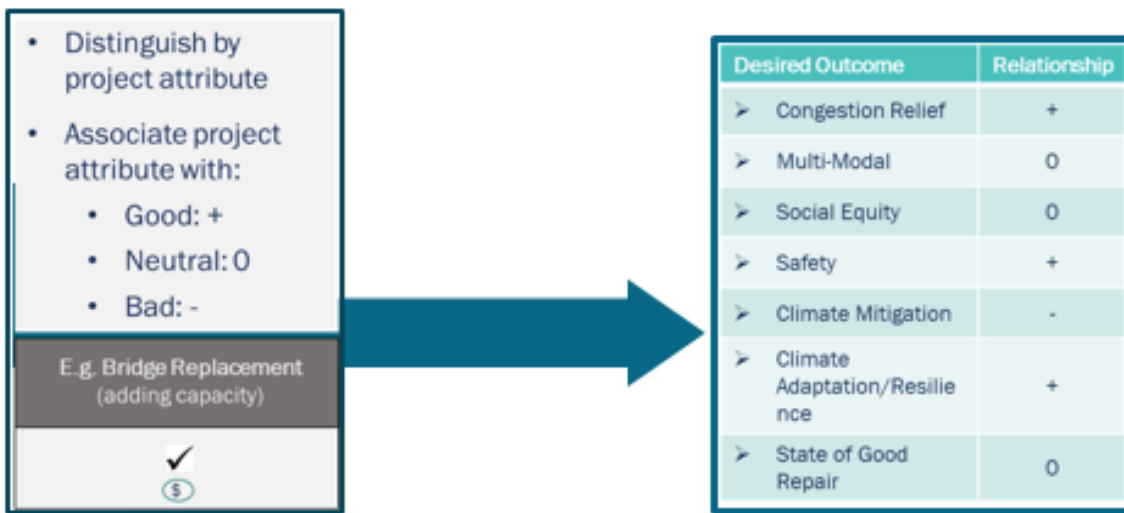 • Distinguish by
project attribute
• Associate project
attribute with:
• Good: +
• Neutral: 0
• Bad: -
E.g. Bridge Replacement
(adding capacity)
✓
$
Desired Outcome Relationship
➢ Congestion Relief +
➢ Multi-Modal 0
➢ Social Equity 0
➢ Safety +
➢ Climate Mitigation -
➢ Climate
Adaptation/Resilie +
nce
➢ State of Good
Repair 0